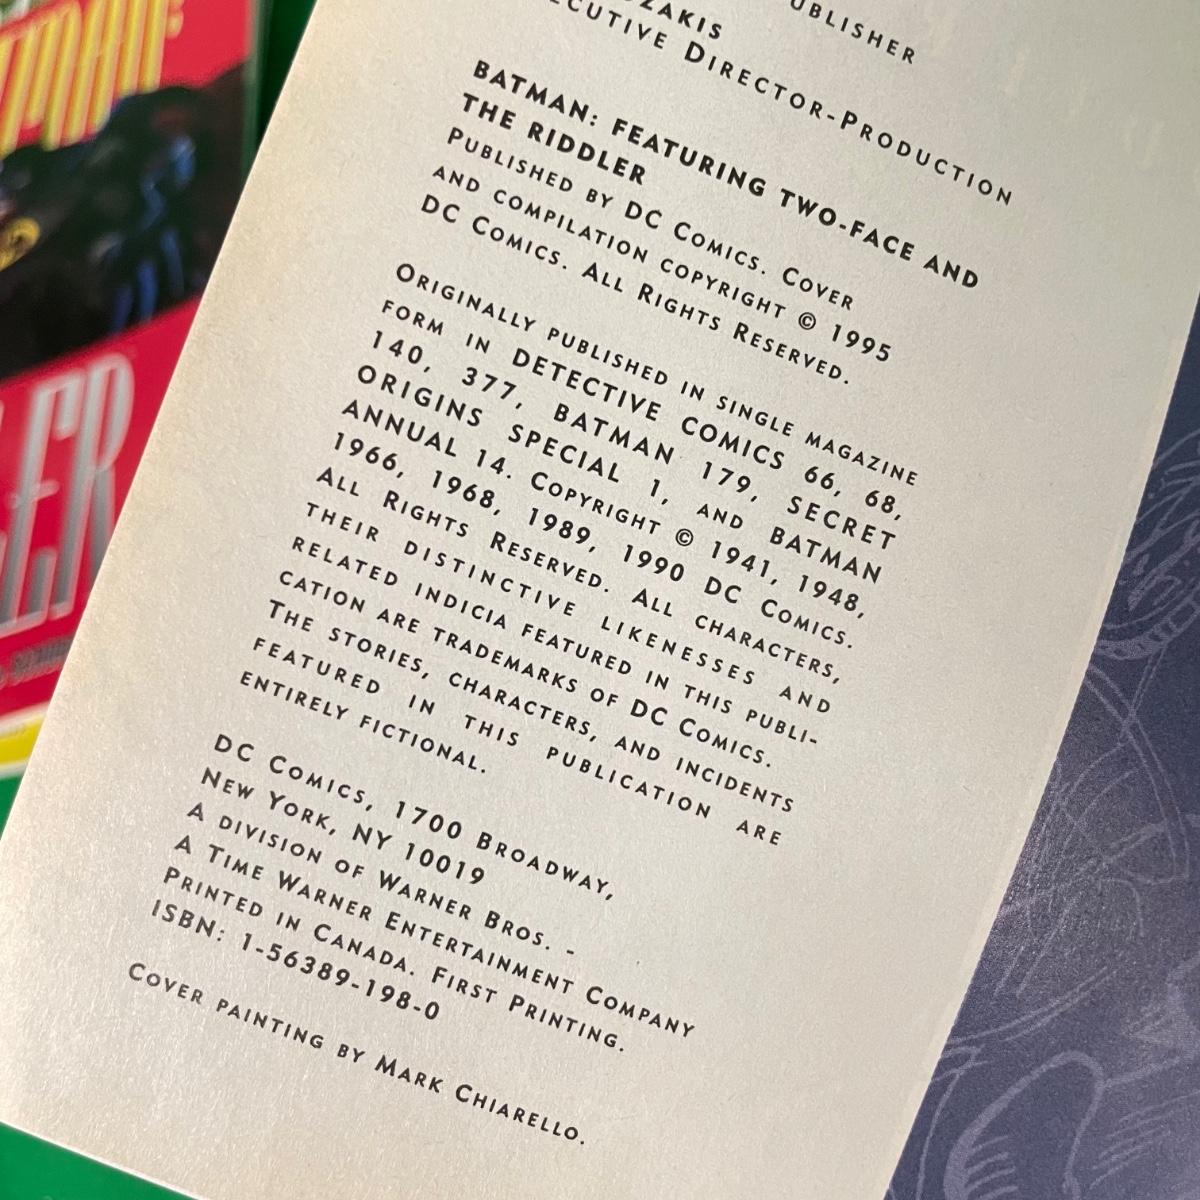 UBLISHER
ZAKIS
ECUTIVE DIRECTOR-PRODUCTION
BATMAN: FEATURING TWO-FACE AND
THE RIDDLER
PUBLISHED BY DC COMICS. COVER
AND COMPILATION COPYRIGHT © 1995
DC COMICS. ALL RIGHTS RESERVED.
ORIGINALLY PUBLISHED IN SINGLE MAGAZINE
FORM IN DETECTIVE COMICS 66, 68,
140, 377, BATMAN 179, SECRET
ORIGINS SPECIAL 1, AND BATMAN
ANNUAL 14. COPYRIGHT © 1941, 1948,
1966, 1968, 1989, 1990 DC COMICS.
ALL RIGHTS RESERVED. ALL CHARACTERS,
THEIR DISTINCTIVE LIKENESSES AND
RELATED INDICIA FEATURED IN THIS PUBLI-
CATION ARE TRADEMARKS OF DC COMICS.
THE STORIES, CHARACTERS, AND INCIDENTS
FEATURED IN THIS PUBLICATION ARE
ENTIRELY FICTIONAL.
DC COMICS, 1700 BROADWAY,
NEW YORK, NY 10019
A DIVISION OF WARNER BROS. -
A TIME WARNER ENTERTAINMENT COMPANY
PRINTED IN CANADA. FIRST PRINTING.
ISBN: 1-56389-198-0
COVER PAINTING BY MARK CHIARELLO.
TMAN:
LER